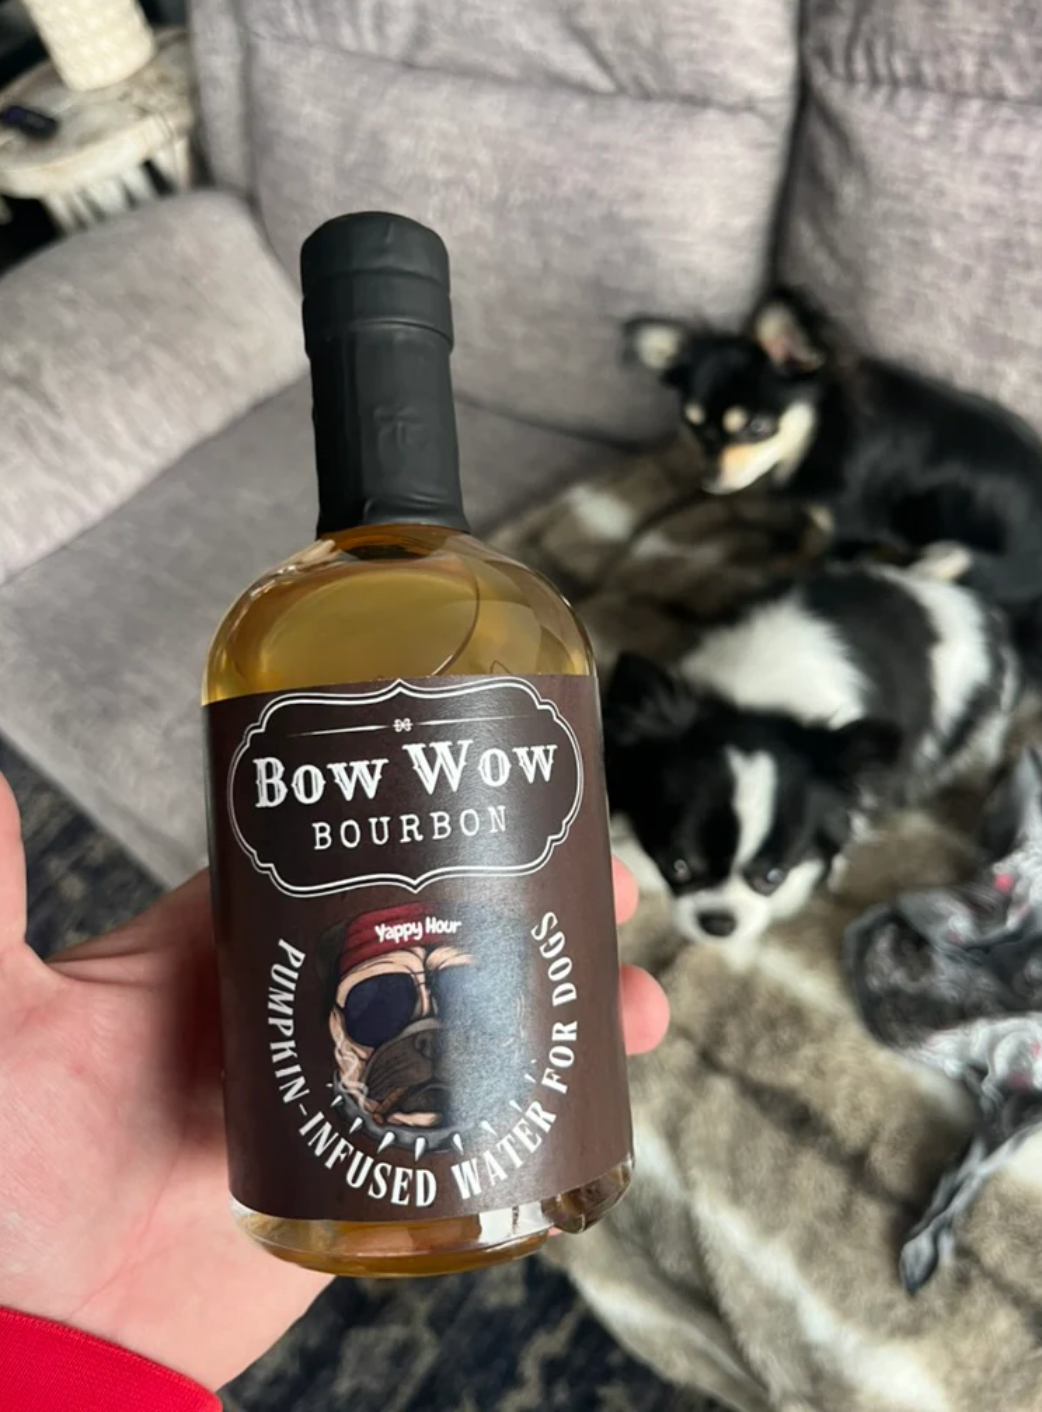 Bow Wow
BOURBON
Yappy Hour
PUMPKIN-INFUSED WATER FOR DOGS